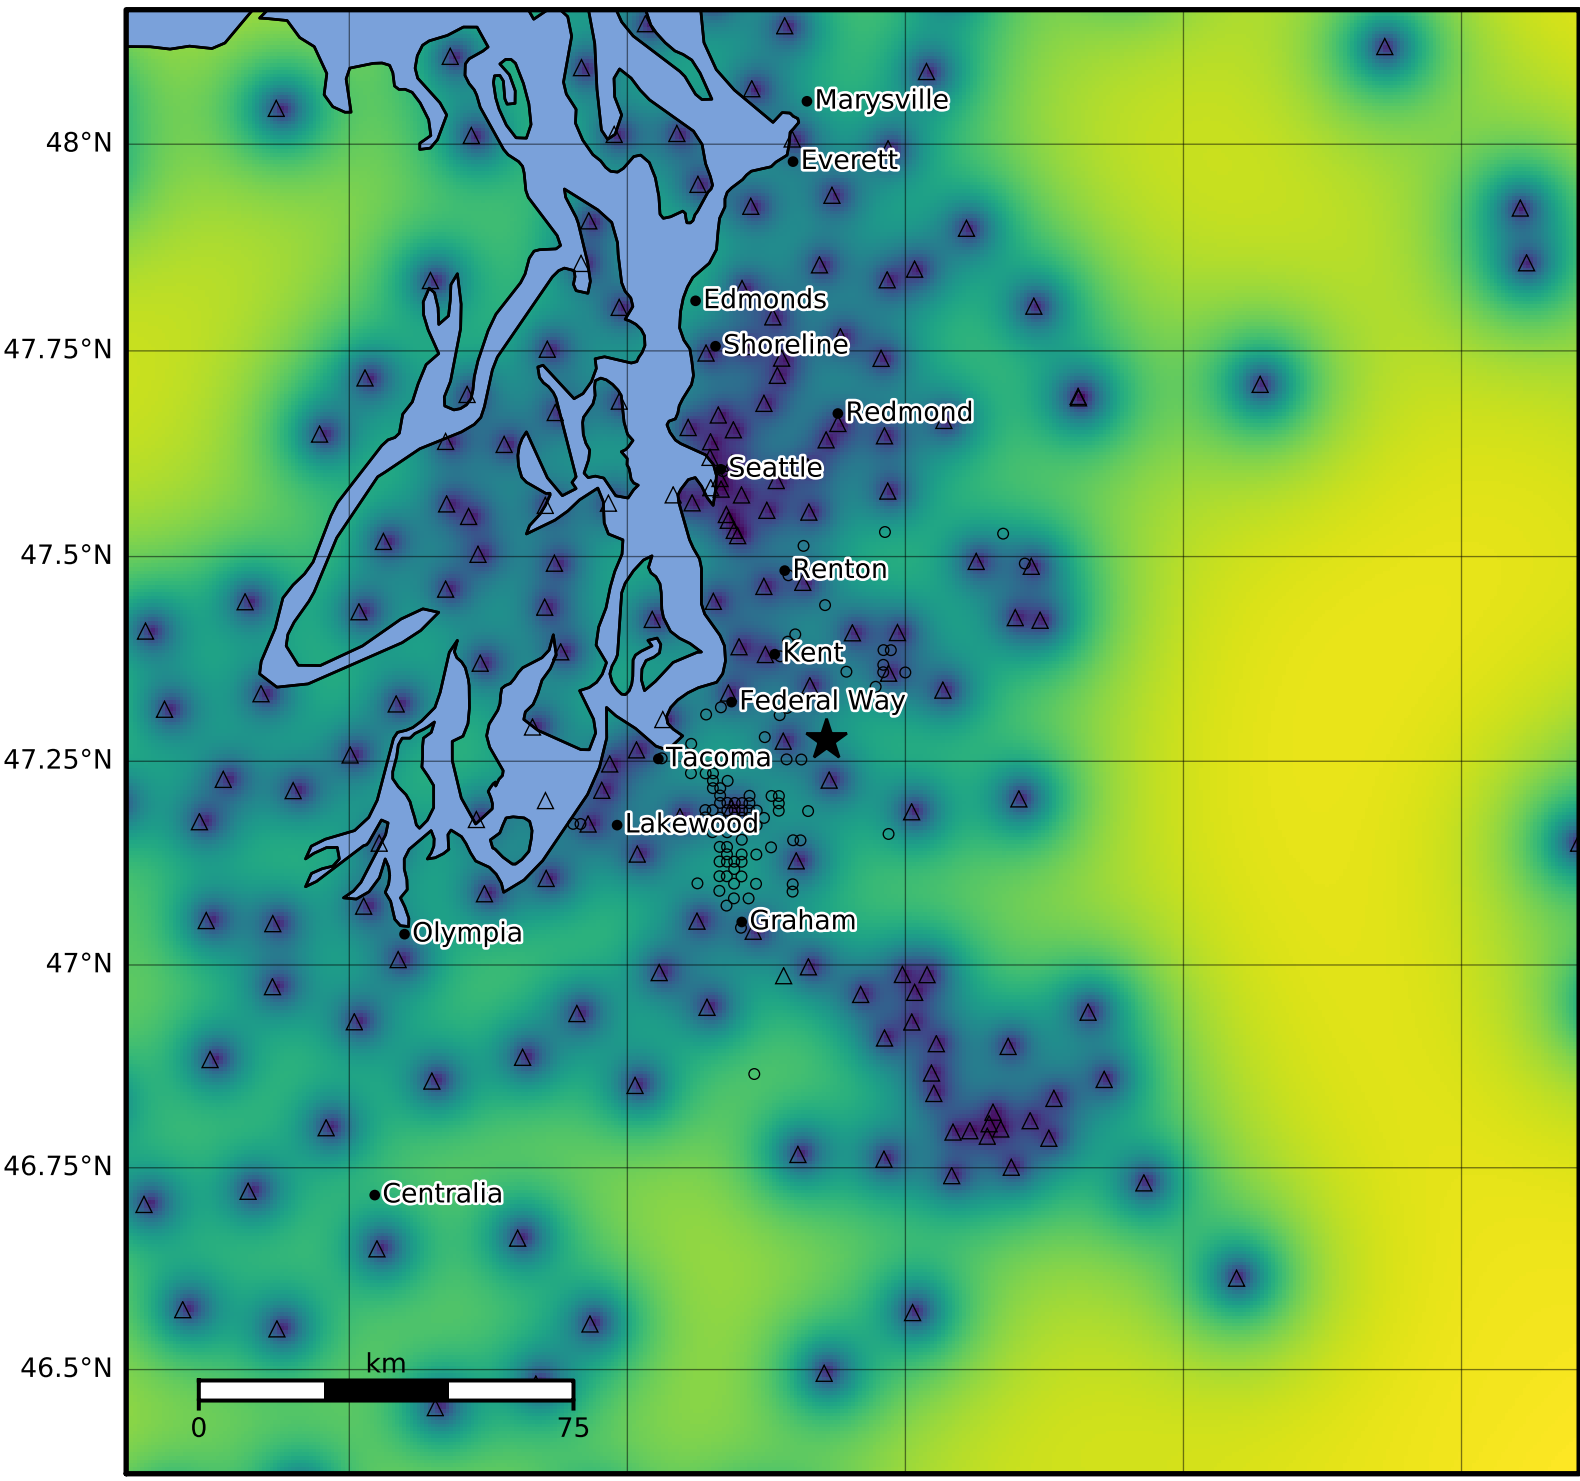 Marysville
48°N
Everett
Edmonds
Shoreline
47.75°N
Redmond
Seattle
47.5°N
Renton
Kent
Federal Way
47.25°N
Tacoma
Lakewood
Graham
Olympia
47°N
46.75°N
Centralia
46.5°N
km
0 75